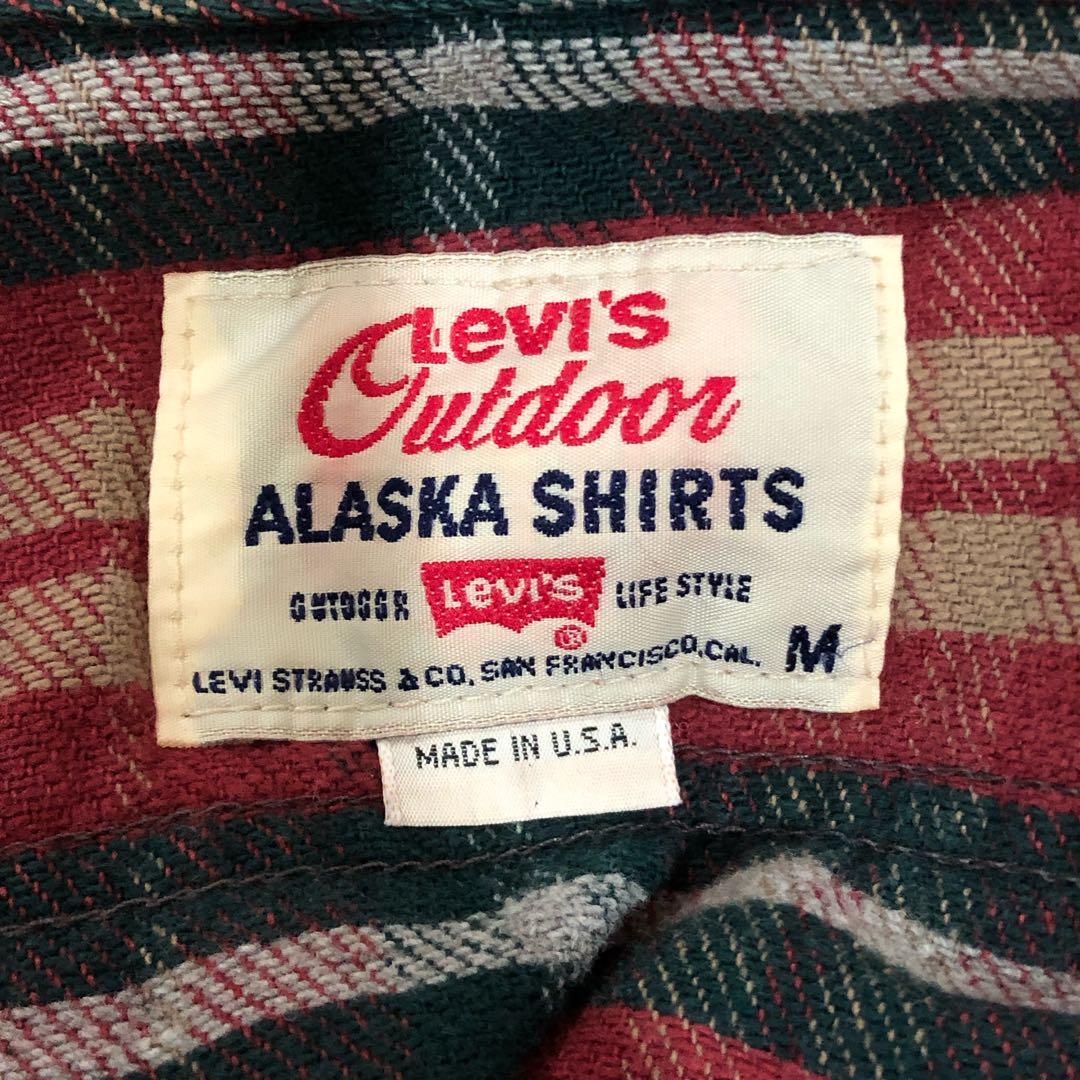 Levi's
Outdoor
ALASKA SHIRTS
OUTDOOR Levi's LIFE STYLE
®
LEVI STRAUSS & CO. SAN FRANCISCO, CAL. M
MADE IN U.S.A.